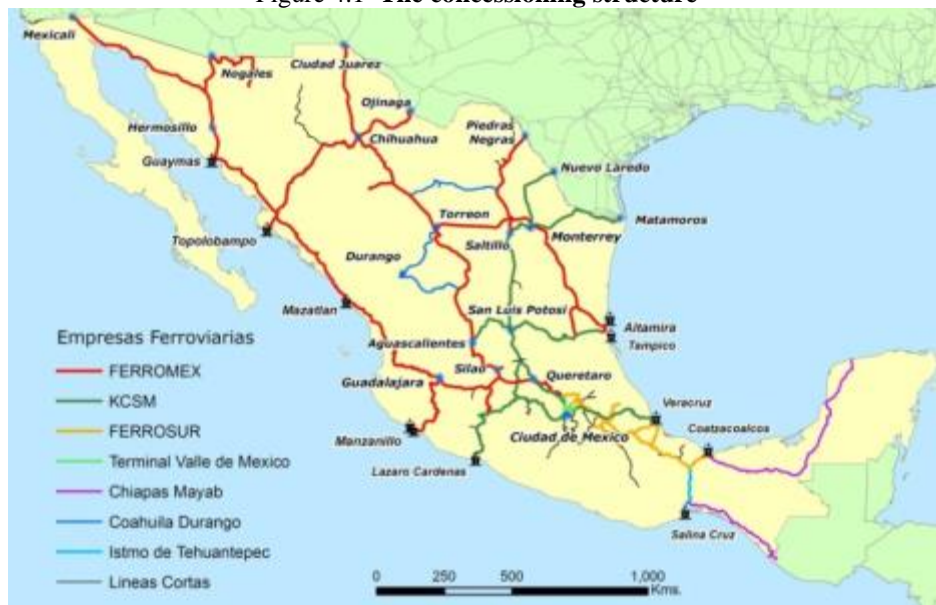 Figure 4.1 The concessioning structure
Mexicali
Nogales
Ciudad Juarez
Ojinaga
Hermosillo
Chihuahua
Piedras
Negras
Guaymas
Nuevo Laredo
Torreon
Matamoros
Topolobampo
Saltillo
Monterrey
Durango
Mazatlan
San Luis Potosi
Altamira
Tampico
Empresas Ferroviarias
Aguascalientes
FERROMEX
Silao
Queretaro
Guadalajara
KCSM
Veracruz
FERROSUR
Coatzacoalcos
Manzanillo
Ciudad de Mexico
Terminal Valle de Mexico
Lazaro Cardenas
Chiapas Mayab
Coahuila Durango
Salina Cruz
Istmo de Tehuantepec
0 250 500 1,000
Kms.
Lineas Cortas